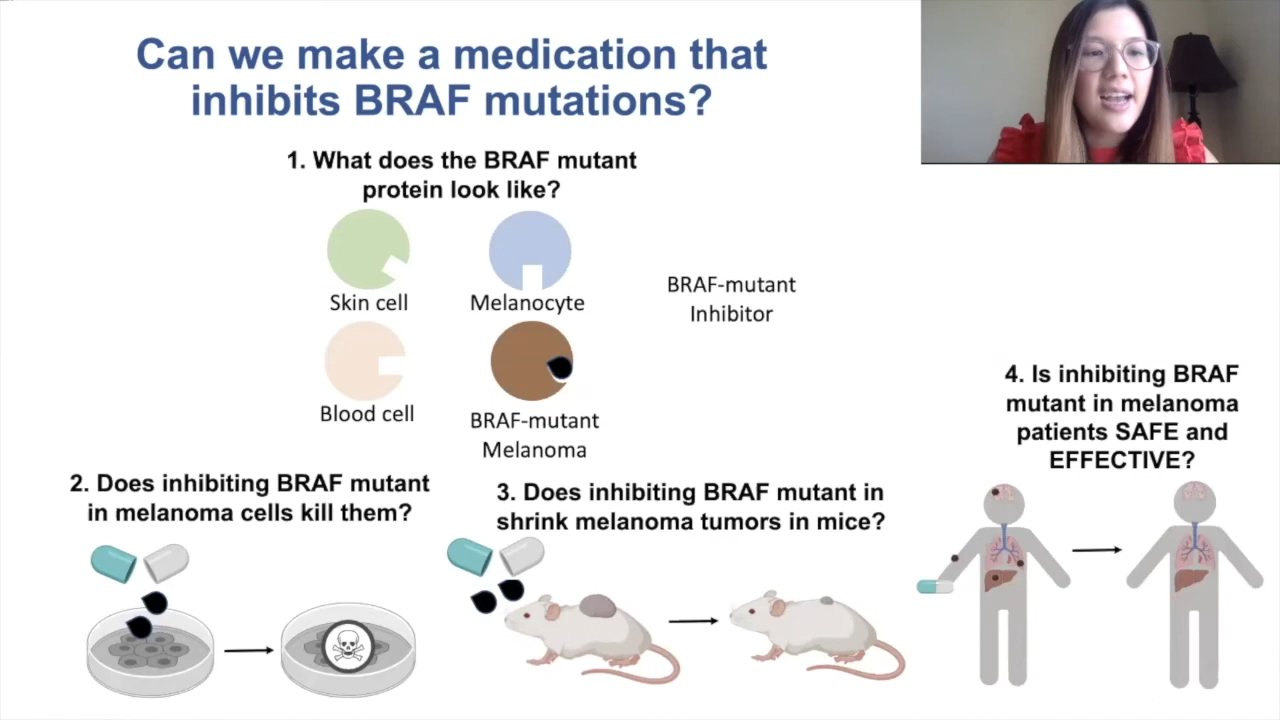 Can we make a medication that
inhibits BRAF mutations?
1. What does the BRAF mutant
protein look like?
Skin cell
Melanocyte
BRAF-mutant
Inhibitor
Blood cell
BRAF-mutant
Melanoma
2. Does inhibiting BRAF mutant
in melanoma cells kill them?
3. Does inhibiting BRAF mutant in
shrink melanoma tumors in mice?
4. Is inhibiting BRAF
mutant in melanoma
patients SAFE and
EFFECTIVE?